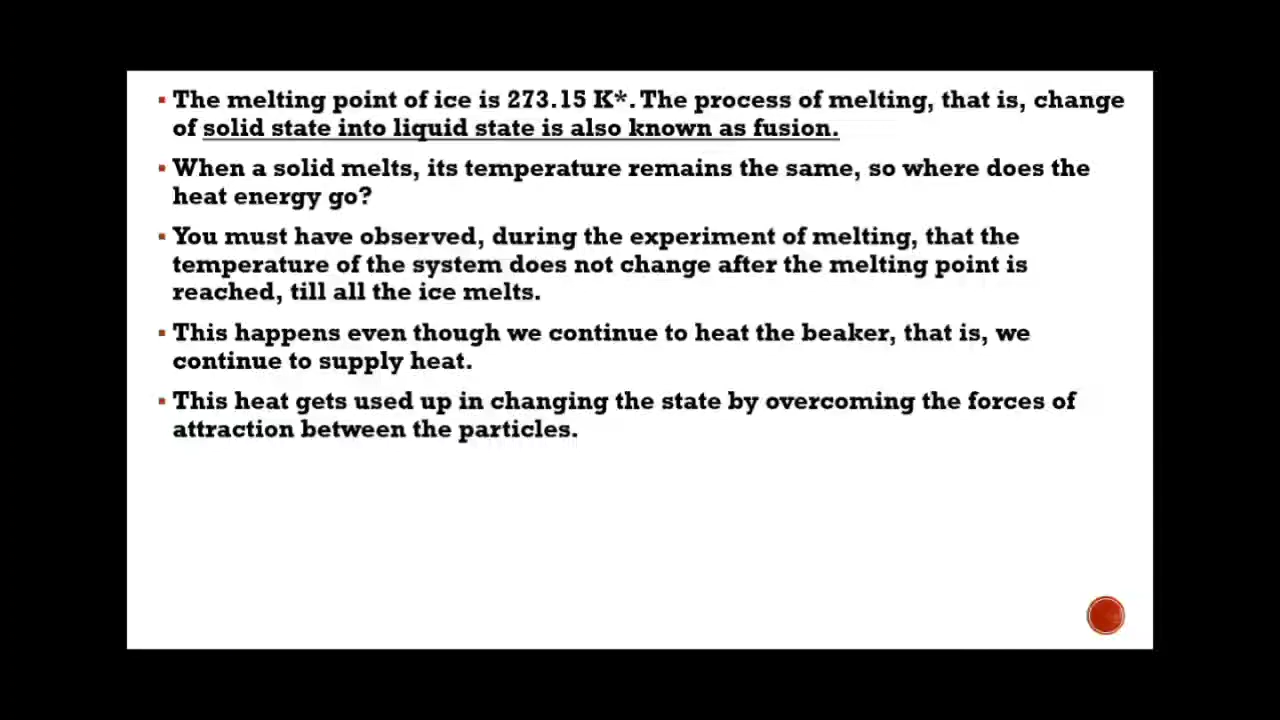 ▪ The melting point of ice is 273.15 K*. The process of melting, that is, change
of solid state into liquid state is also known as fusion.
▪ When a solid melts, its temperature remains the same, so where does the
heat energy go?
▪ You must have observed, during the experiment of melting, that the
temperature of the system does not change after the melting point is
reached, till all the ice melts.
▪ This happens even though we continue to heat the beaker, that is, we
continue to supply heat.
▪ This heat gets used up in changing the state by overcoming the forces of
attraction between the particles.